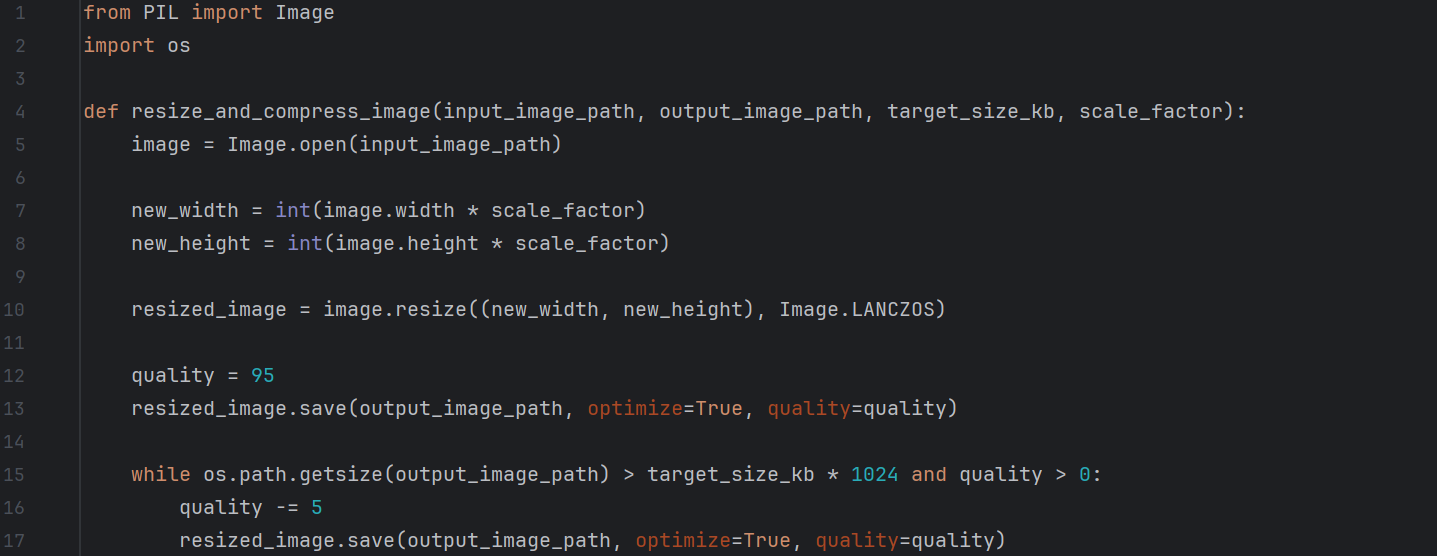 1 from PIL import Image
2 import os
3
4 def resize_and_compress_image(input_image_path, output_image_path, target_size_kb, scale_factor):
5     image = Image.open(input_image_path)
6
7     new_width = int(image.width * scale_factor)
8     new_height = int(image.height * scale_factor)
9
10     resized_image = image.resize((new_width, new_height), Image.LANCZOS)
11
12     quality = 95
13     resized_image.save(output_image_path, optimize=True, quality=quality)
14
15     while os.path.getsize(output_image_path) > target_size_kb * 1024 and quality > 0:
16         quality -= 5
17         resized_image.save(output_image_path, optimize=True, quality=quality)